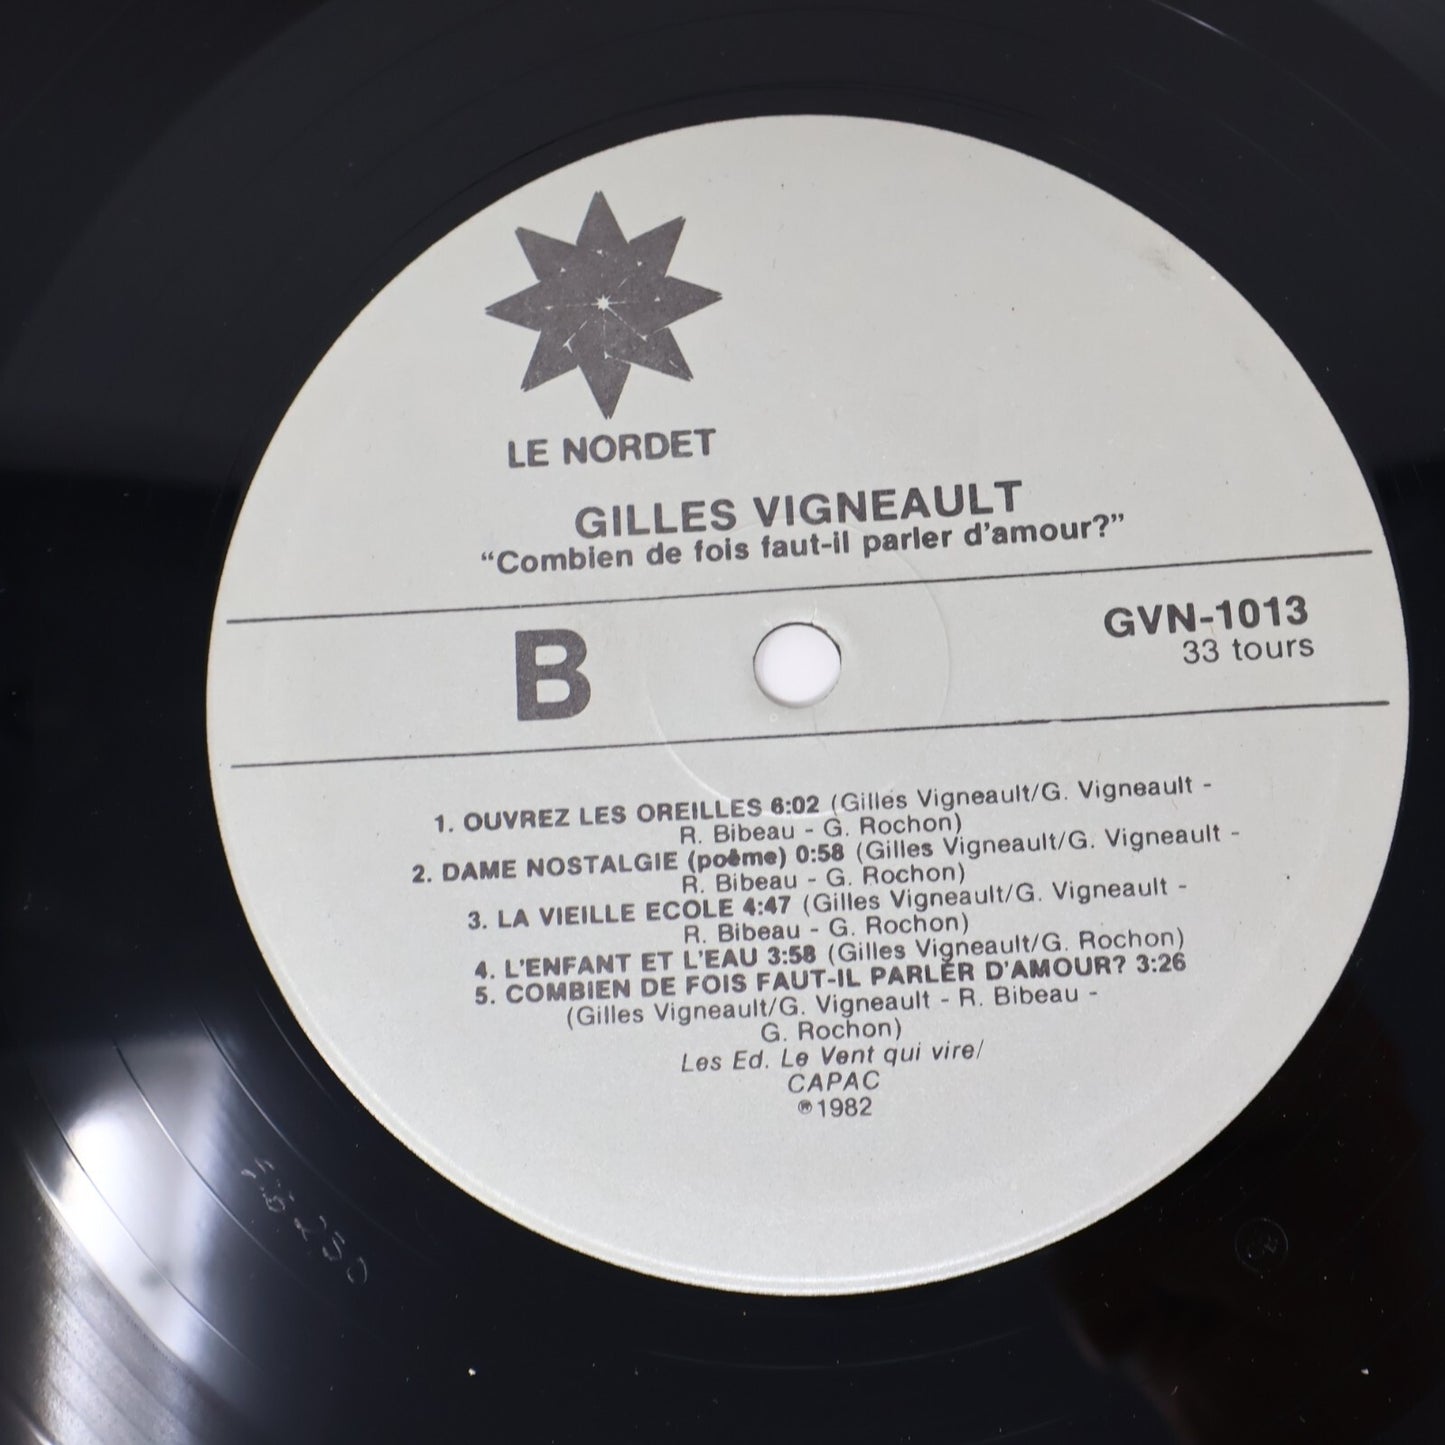 LE NORDET
GILLES VIGNEAULT
“Combien de fois faut-il parler d'amour?”
B
GVN-1013
33 tours
1. OUVREZ LES OREILLES 6:02 (Gilles Vigneault/G. Vigneault -
R. Bibeau - G. Rochon)
2. DAME NOSTALGIE (poême) 0:58 (Gilles Vigneault/G. Vigneault -
R. Bibeau - G. Rochon)
3. LA VIEILLE ECOLE 4:47 (Gilles Vigneault/G. Vigneault -
R. Bibeau - G. Rochon)
4. L'ENFANT ET L'EAU 3:58 (Gilles Vigneault/G. Rochon)
5. COMBIEN DE FOIS FAUT-IL PARLER D'AMOUR? 3:26
(Gilles Vigneault/G. Vigneault - R. Bibeau -
G. Rochon)
Les Ed. Le Vent qui vire/
CAPAC
℗1982